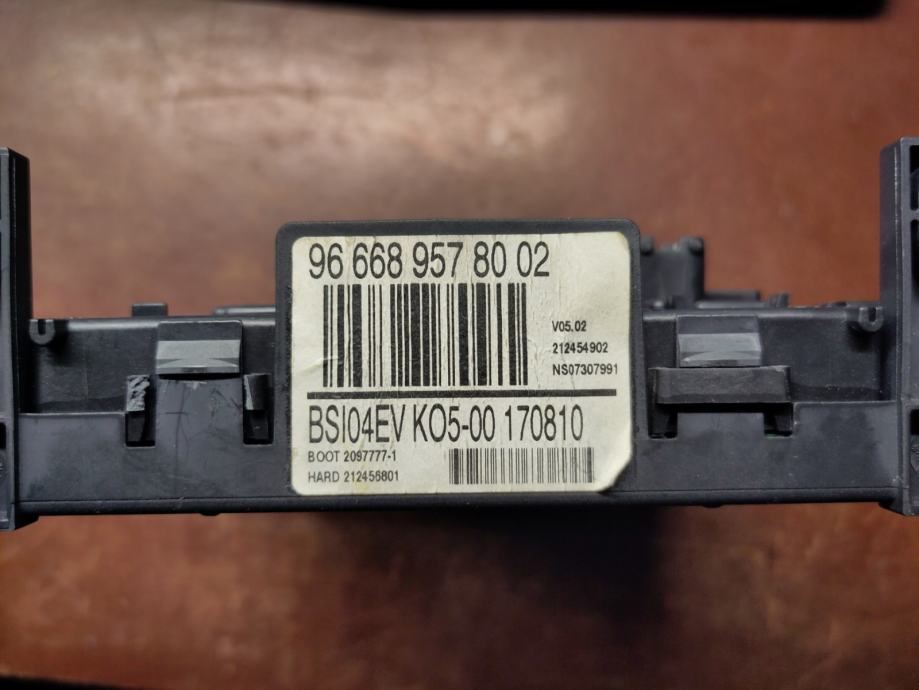 96 668 957 80 02
V05.02
212454902
NS07307991
BSI04EV KO5-00 170810
BOOT 2097777-1
HARD 212456801